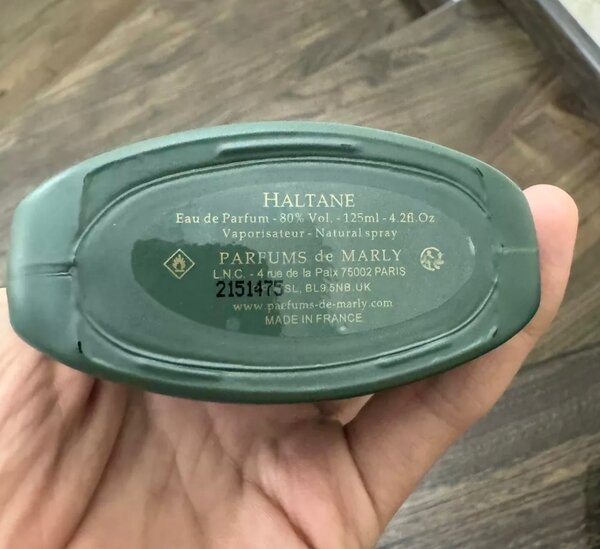 HALTANE
Eau de Parfum - 80% Vol. - 125ml - 4.2fl.Oz
Vaporisateur - Natural spray
PARFUMS de MARLY
L.N.C. - 4 rue de la Paix 75002 PARIS
2151475 SL, BL9 5NB.UK
www.parfums-de-marly.com
MADE IN FRANCE